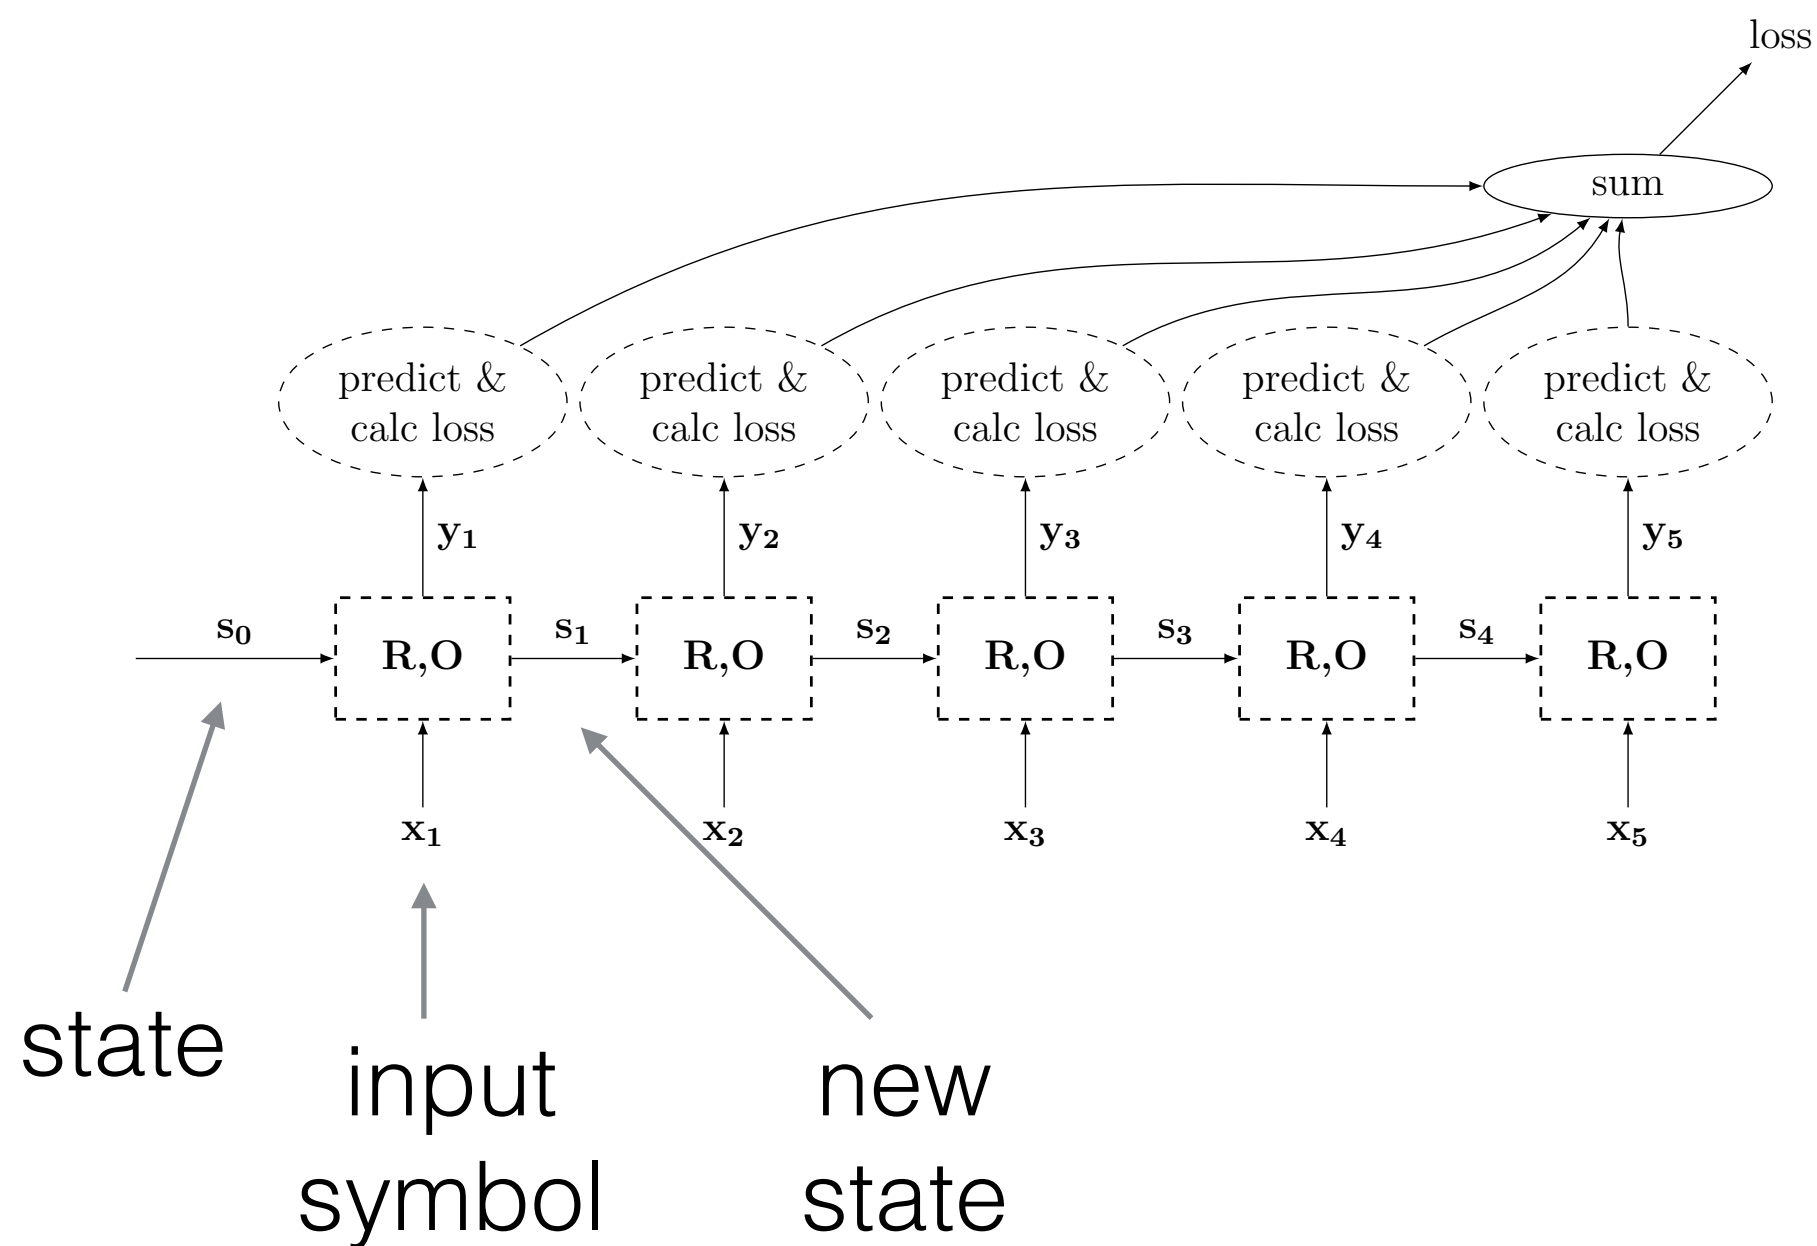 loss
sum
predict & predict & predict & predict & predict &
calc loss calc loss calc loss calc loss calc loss
y₁ y₂ y₃ y₄ y₅
s₀ s₁ s₂ s₃ s₄
R,O R,O R,O R,O R,O
x₁ x₂ x₃ x₄ x₅
state
input
symbol
new
state